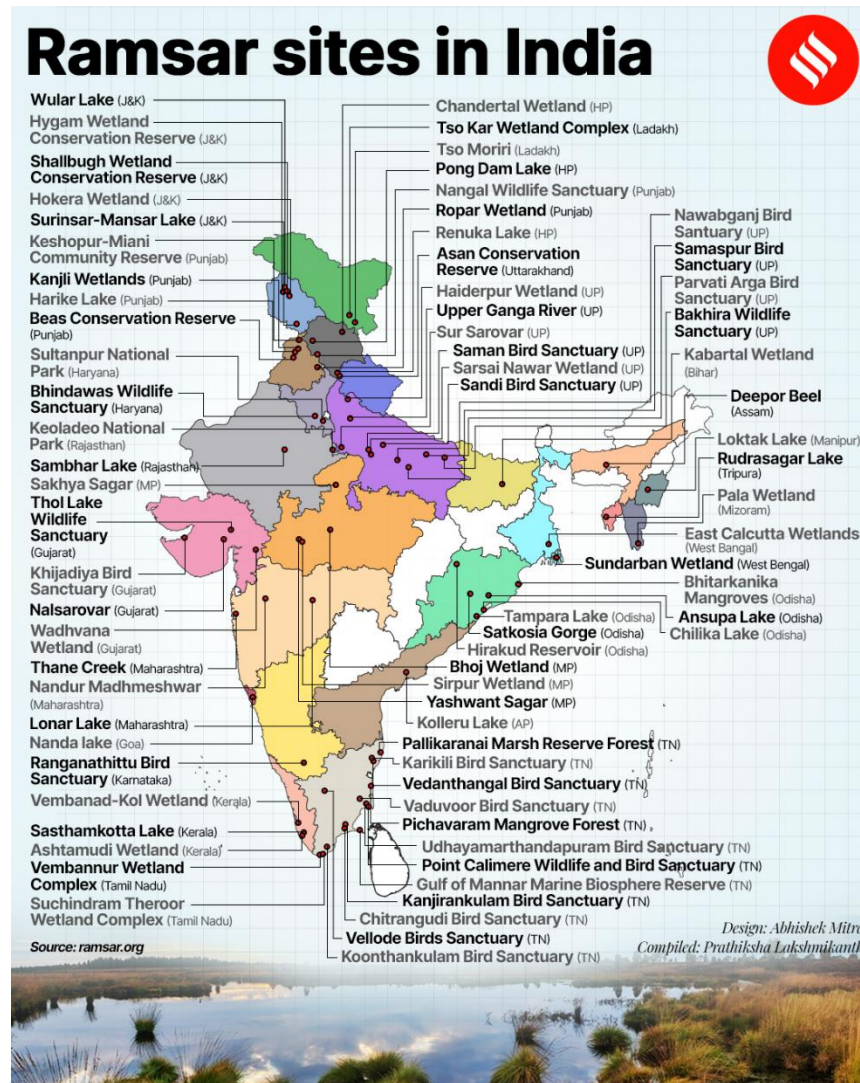 Ramsar sites in India
Wular Lake (J&K)
Hygam Wetland
Conservation Reserve (J&K)
Shallbugh Wetland
Conservation Reserve (J&K)
Hokera Wetland (J&K)
Surinsar-Mansar Lake (J&K)
Keshopur-Miani
Community Reserve (Punjab)
Kanjli Wetlands (Punjab)
Harike Lake (Punjab)
Beas Conservation Reserve
(Punjab)
Sultanpur National
Park (Haryana)
Bhindawas Wildlife
Sanctuary (Haryana)
Keoladeo National
Park (Rajasthan)
Sambhar Lake (Rajasthan)
Sakhya Sagar (MP)
Thol Lake
Wildlife
Sanctuary
(Gujarat)
Khijadiya Bird
Sanctuary (Gujarat)
Nalsarovar (Gujarat)
Wadhvana
Wetland (Gujarat)
Thane Creek (Maharashtra)
Nandur Madhmeshwar
(Maharashtra)
Lonar Lake (Maharashtra)
Nanda lake (Goa)
Ranganathittu Bird
Sanctuary (Karnataka)
Vembanad-Kol Wetland (Kerala)
Sasthamkotta Lake (Kerala)
Ashtamudi Wetland (Kerala)
Vembannur Wetland
Complex (Tamil Nadu)
Suchindram Theroor
Wetland Complex (Tamil Nadu)
Source: ramsar.org
Chandertal Wetland (HP)
Tso Kar Wetland Complex (Ladakh)
Tso Moriri (Ladakh)
Pong Dam Lake (HP)
Nangal Wildlife Sanctuary (Punjab)
Ropar Wetland (Punjab)
Renuka Lake (HP)
Asan Conservation
Reserve (Uttarakhand)
Haiderpur Wetland (UP)
Upper Ganga River (UP)
Sur Sarovar (UP)
Saman Bird Sanctuary (UP)
Sarsai Nawar Wetland (UP)
Sandi Bird Sanctuary (UP)
Nawabganj Bird
Santuary (UP)
Samaspur Bird
Sanctuary (UP)
Parvati Arga Bird
Sanctuary (UP)
Bakhira Wildlife
Sanctuary (UP)
Kabartal Wetland
(Bihar)
Deepor Beel
(Assam)
Loktak Lake (Manipur)
Rudrasagar Lake
(Tripura)
Pala Wetland
(Mizoram)
East Calcutta Wetlands
(West Bangal)
Sundarban Wetland (West Bengal)
Bhitarkanika
Mangroves (Odisha)
Tampara Lake (Odisha)
Ansupa Lake (Odisha)
Satkosia Gorge (Odisha)
Chilika Lake (Odisha)
Hirakud Reservoir (Odisha)
Bhoj Wetland (MP)
Sirpur Wetland (MP)
Yashwant Sagar (MP)
Kolleru Lake (AP)
Pallikaranai Marsh Reserve Forest (TN)
Karikili Bird Sanctuary (TN)
Vedanthangal Bird Sanctuary (TN)
Vaduvoor Bird Sanctuary (TN)
Pichavaram Mangrove Forest (TN)
Udhayamarthandapuram Bird Sanctuary (TN)
Point Calimere Wildlife and Bird Sanctuary (TN)
Gulf of Mannar Marine Biosphere Reserve (TN)
Kanjirankulam Bird Sanctuary (TN)
Chitrangudi Bird Sanctuary (TN)
Vellode Birds Sanctuary (TN)
Koonthankulam Bird Sanctuary (TN)
Design: Abhishek Mitra
Compiled: Prathiksha Lakshmikanth